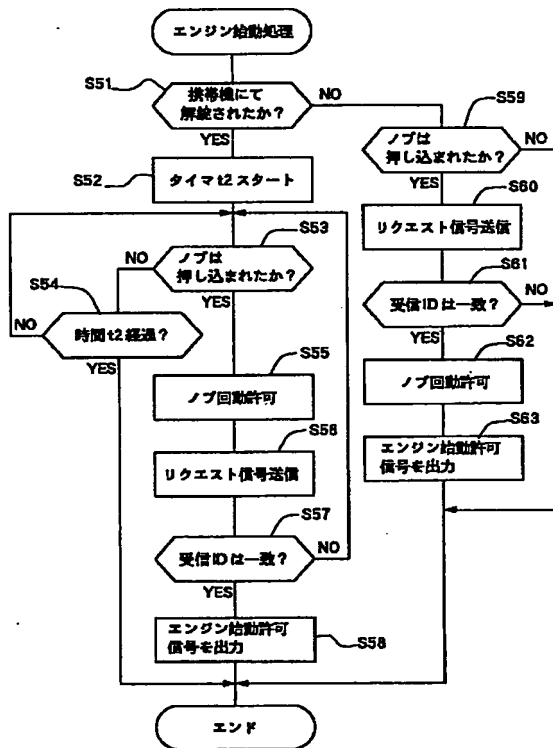 エンジン始動処理
S51
携帯機にて
解錠されたか？
NO
YES
S52
タイマt2スタート
S53
ノブは
押し込まれたか？
NO
YES
S54
時間t2経過？
NO
YES
S55
ノブ回動許可
S56
リクエスト信号送信
S57
受信IDは一致？
NO
YES
エンジン始動許可
信号を出力
S58
S59
ノブは
押し込まれたか？
NO
YES
S60
リクエスト信号送信
S61
受信IDは一致？
NO
YES
S62
ノブ回動許可
S63
エンジン始動許可
信号を出力
エンド